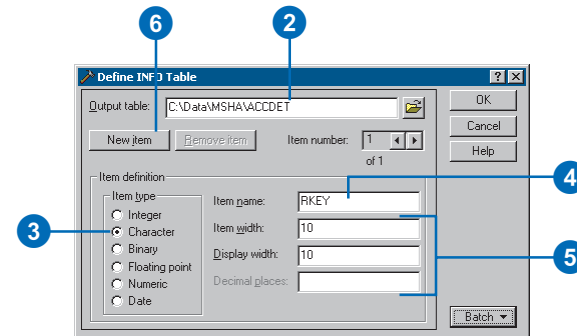 6
2
Define INFO Table
Output table: C:\Data\MSHA\ACCDET
OK
Cancel
Help
New item
Remove item
Item number: 1
of 1
Item definition
Item type
Integer
Character
Binary
Floating point
Numeric
Date
3
Item name: RKEY
Item width: 10
Display width: 10
Decimal places:
4
5
Batch